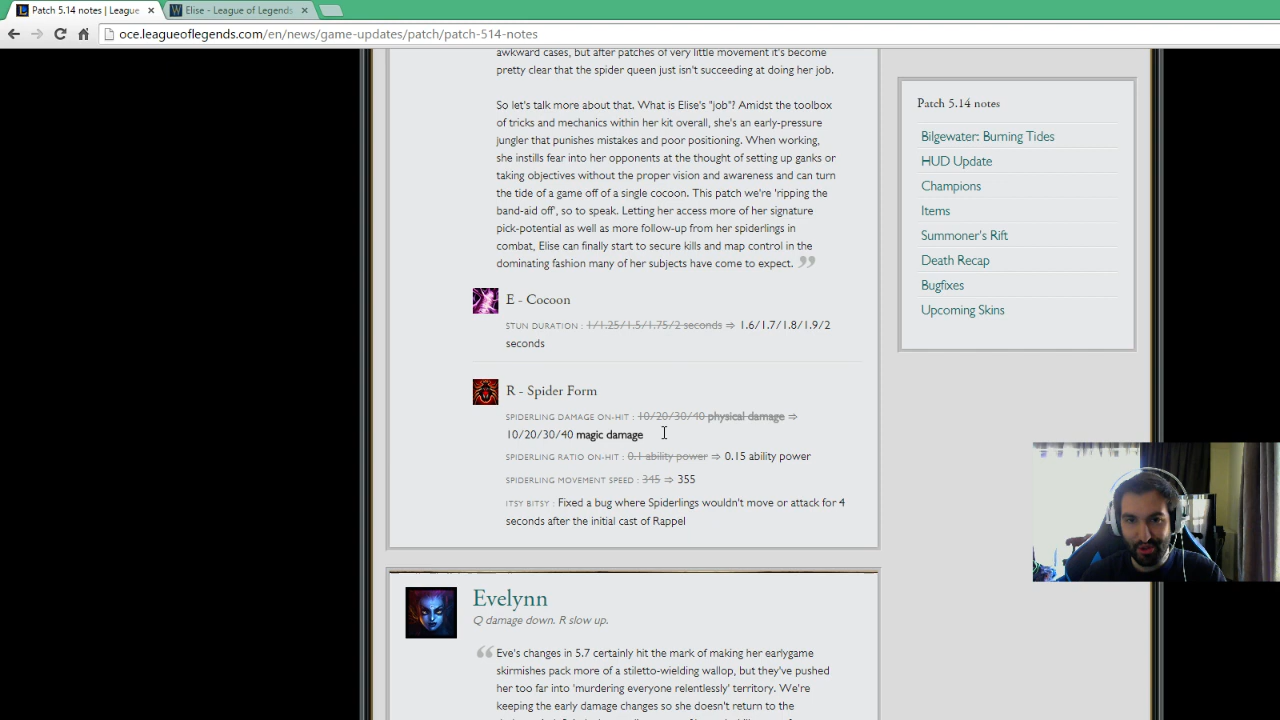 Patch 5.14 notes | League
Elise - League of Legends
oce.leagueoflegends.com/en/news/game-updates/patch/patch-514-notes
awkward cases, but after patches of very little movement it's become
pretty clear that the spider queen just isn't succeeding at doing her job.
So let's talk more about that. What is Elise's "job"? Amidst the toolbox
of tricks and mechanics within her kit overall, she's an early-pressure
jungler that punishes mistakes and poor positioning. When working,
she instills fear into her opponents at the thought of setting up ganks or
taking objectives without the proper vision and awareness and can turn
the tide of a game off of a single cocoon. This patch we're 'ripping the
band-aid off', so to speak. Letting her access more of her signature
pick-potential as well as more follow-up from her spiderlings in
combat, Elise can finally start to secure kills and map control in the
dominating fashion many of her subjects have come to expect. ”
E - Cocoon
STUN DURATION : 1/1.25/1.5/1.75/2 seconds ⇒ 1.6/1.7/1.8/1.9/2
seconds
R - Spider Form
SPIDERLING DAMAGE ON-HIT : 10/20/30/40 physical damage ⇒
10/20/30/40 magic damage
SPIDERLING RATIO ON-HIT : 0.1 ability power ⇒ 0.15 ability power
SPIDERLING MOVEMENT SPEED : 345 ⇒ 355
ITSY BITSY : Fixed a bug where Spiderlings wouldn't move or attack for 4
seconds after the initial cast of Rappel
Evelynn
Q damage down. R slow up.
“ Eve's changes in 5.7 certainly hit the mark of making her earlygame
skirmishes pack more of a stiletto-wielding wallop, but they've pushed
her too far into 'murdering everyone relentlessly' territory. We're
keeping the early damage changes so she doesn't return to the
Patch 5.14 notes
Bilgewater: Burning Tides
HUD Update
Champions
Items
Summoner's Rift
Death Recap
Bugfixes
Upcoming Skins